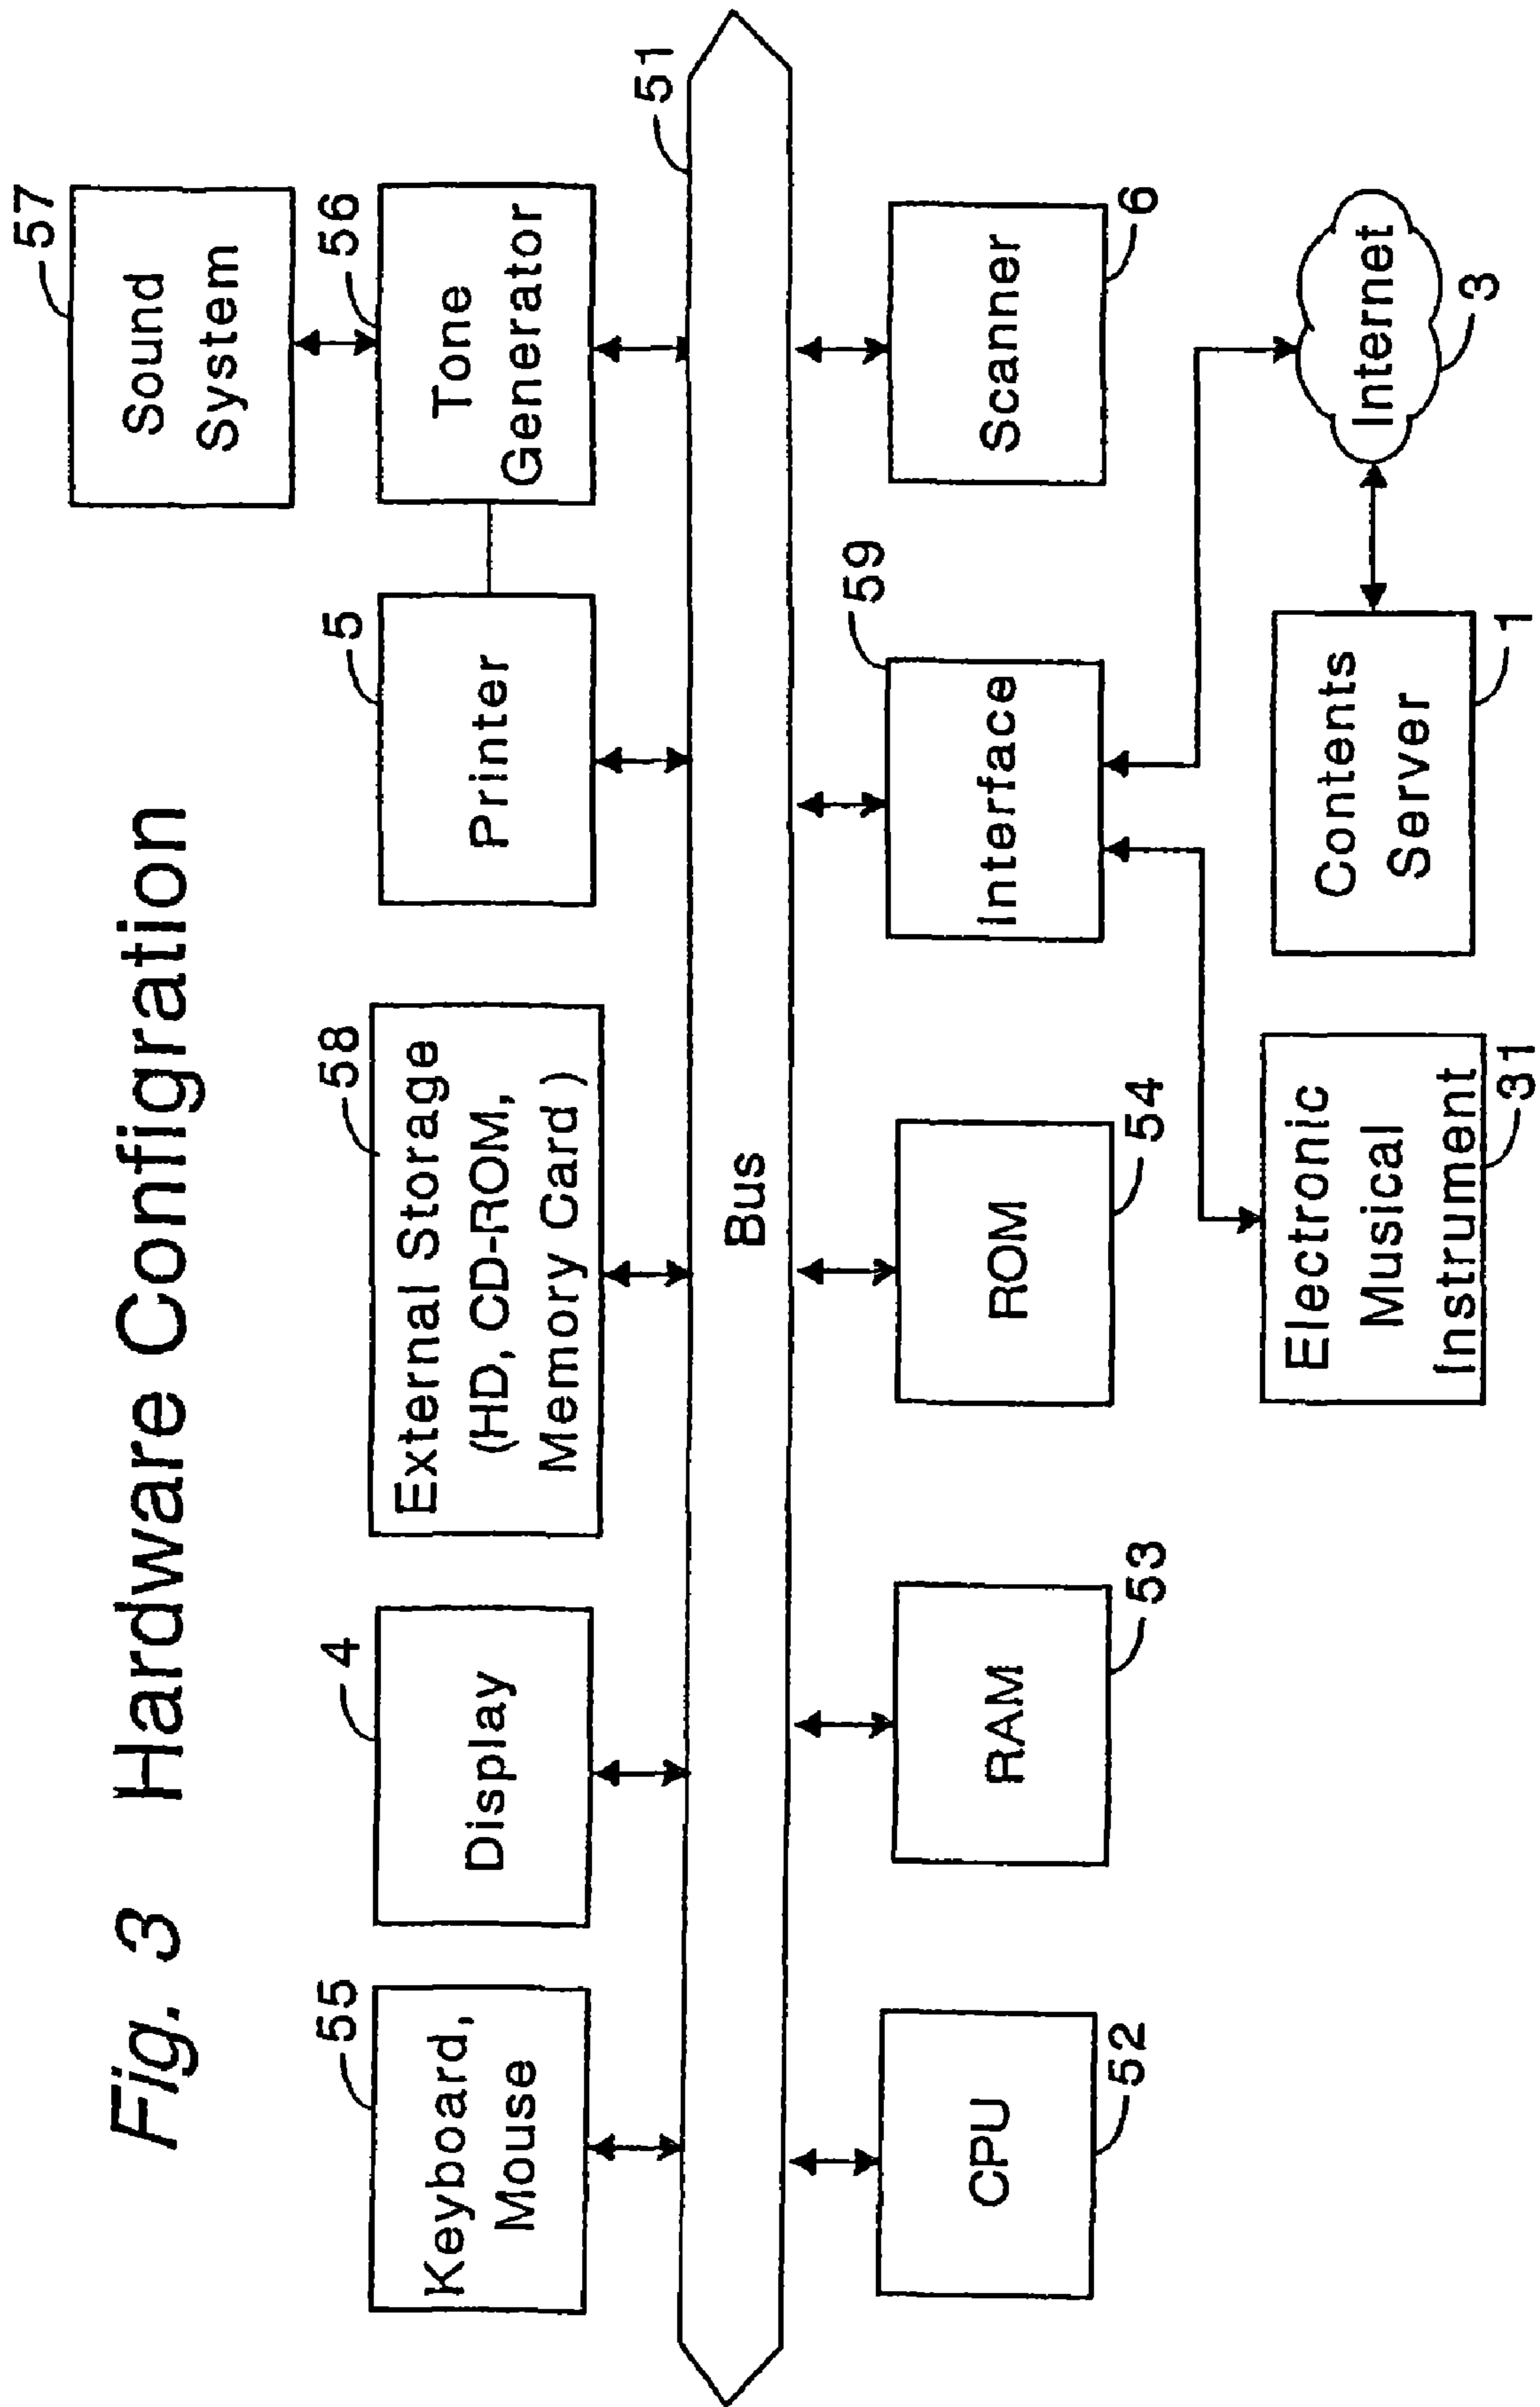 Fig. 3 Hardware Configration
55
Keyboard,
Mouse
4
Display
58
External Storage
(HD, CD-ROM,
Memory Card)
5
Printer
56
Tone
Generator
57
Sound
System
51
Bus
CPU
52
RAM
53
ROM
54
59
Interface
Scanner
6
Electronic
Musical
Instrument
31
Contents
Server
1
Internet
3